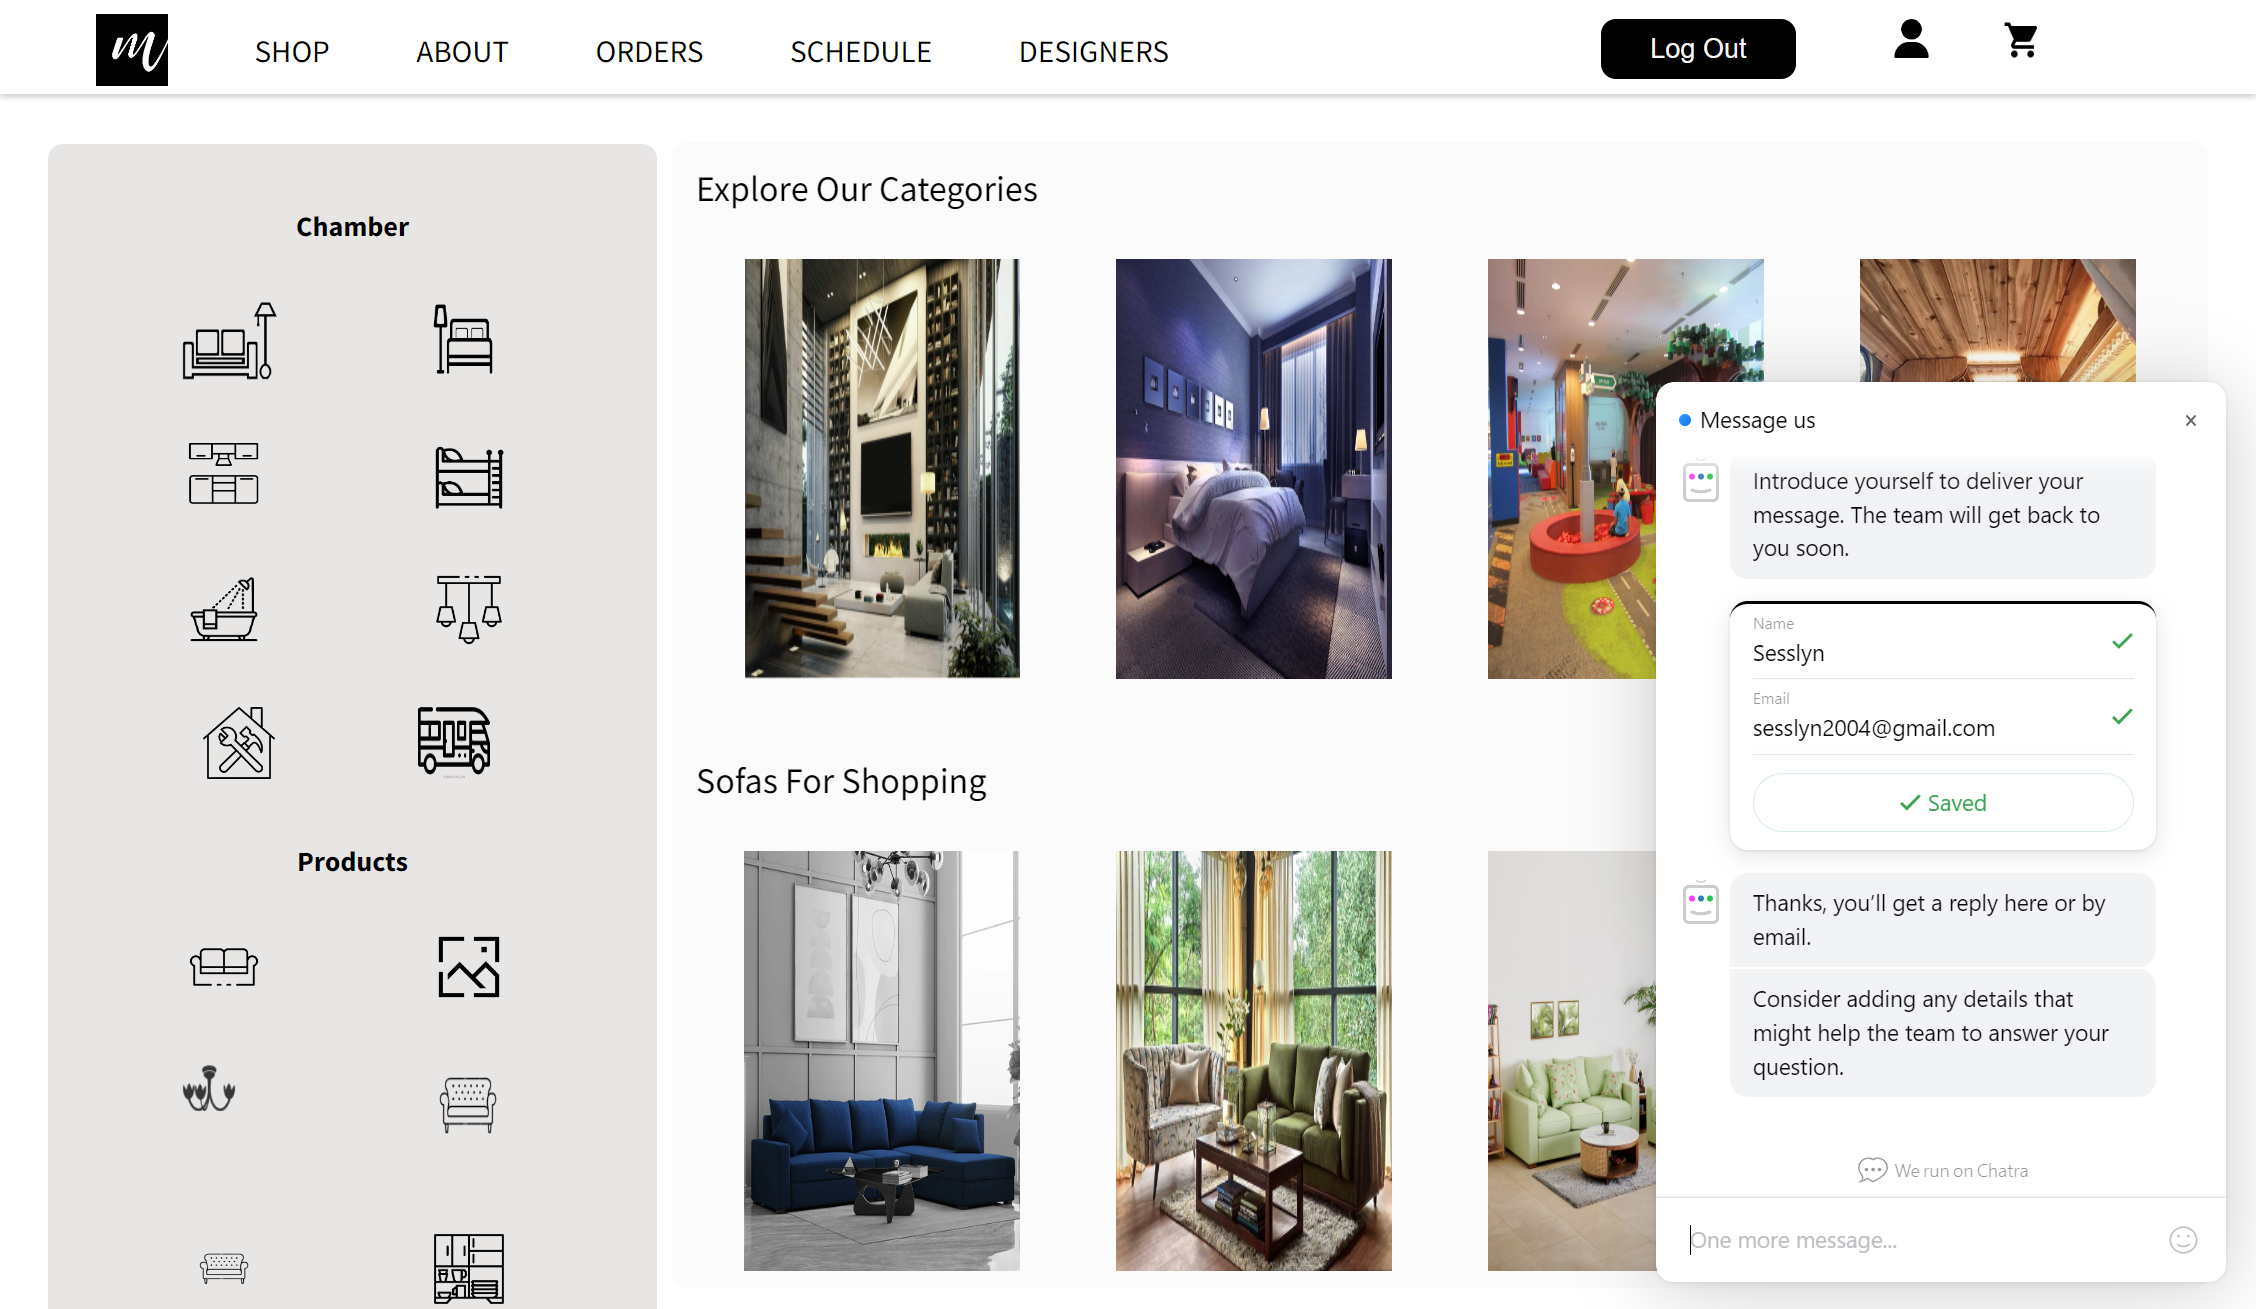 m
SHOP
ABOUT
ORDERS
SCHEDULE
DESIGNERS
Log Out
Chamber
Products
Explore Our Categories
Sofas For Shopping
Message us
×
Introduce yourself to deliver your
message. The team will get back to
you soon.
Name
Sesslyn
Email
sesslyn2004@gmail.com
Saved
Thanks, you’ll get a reply here or by
email.
Consider adding any details that
might help the team to answer your
question.
We run on Chatra
One more message...